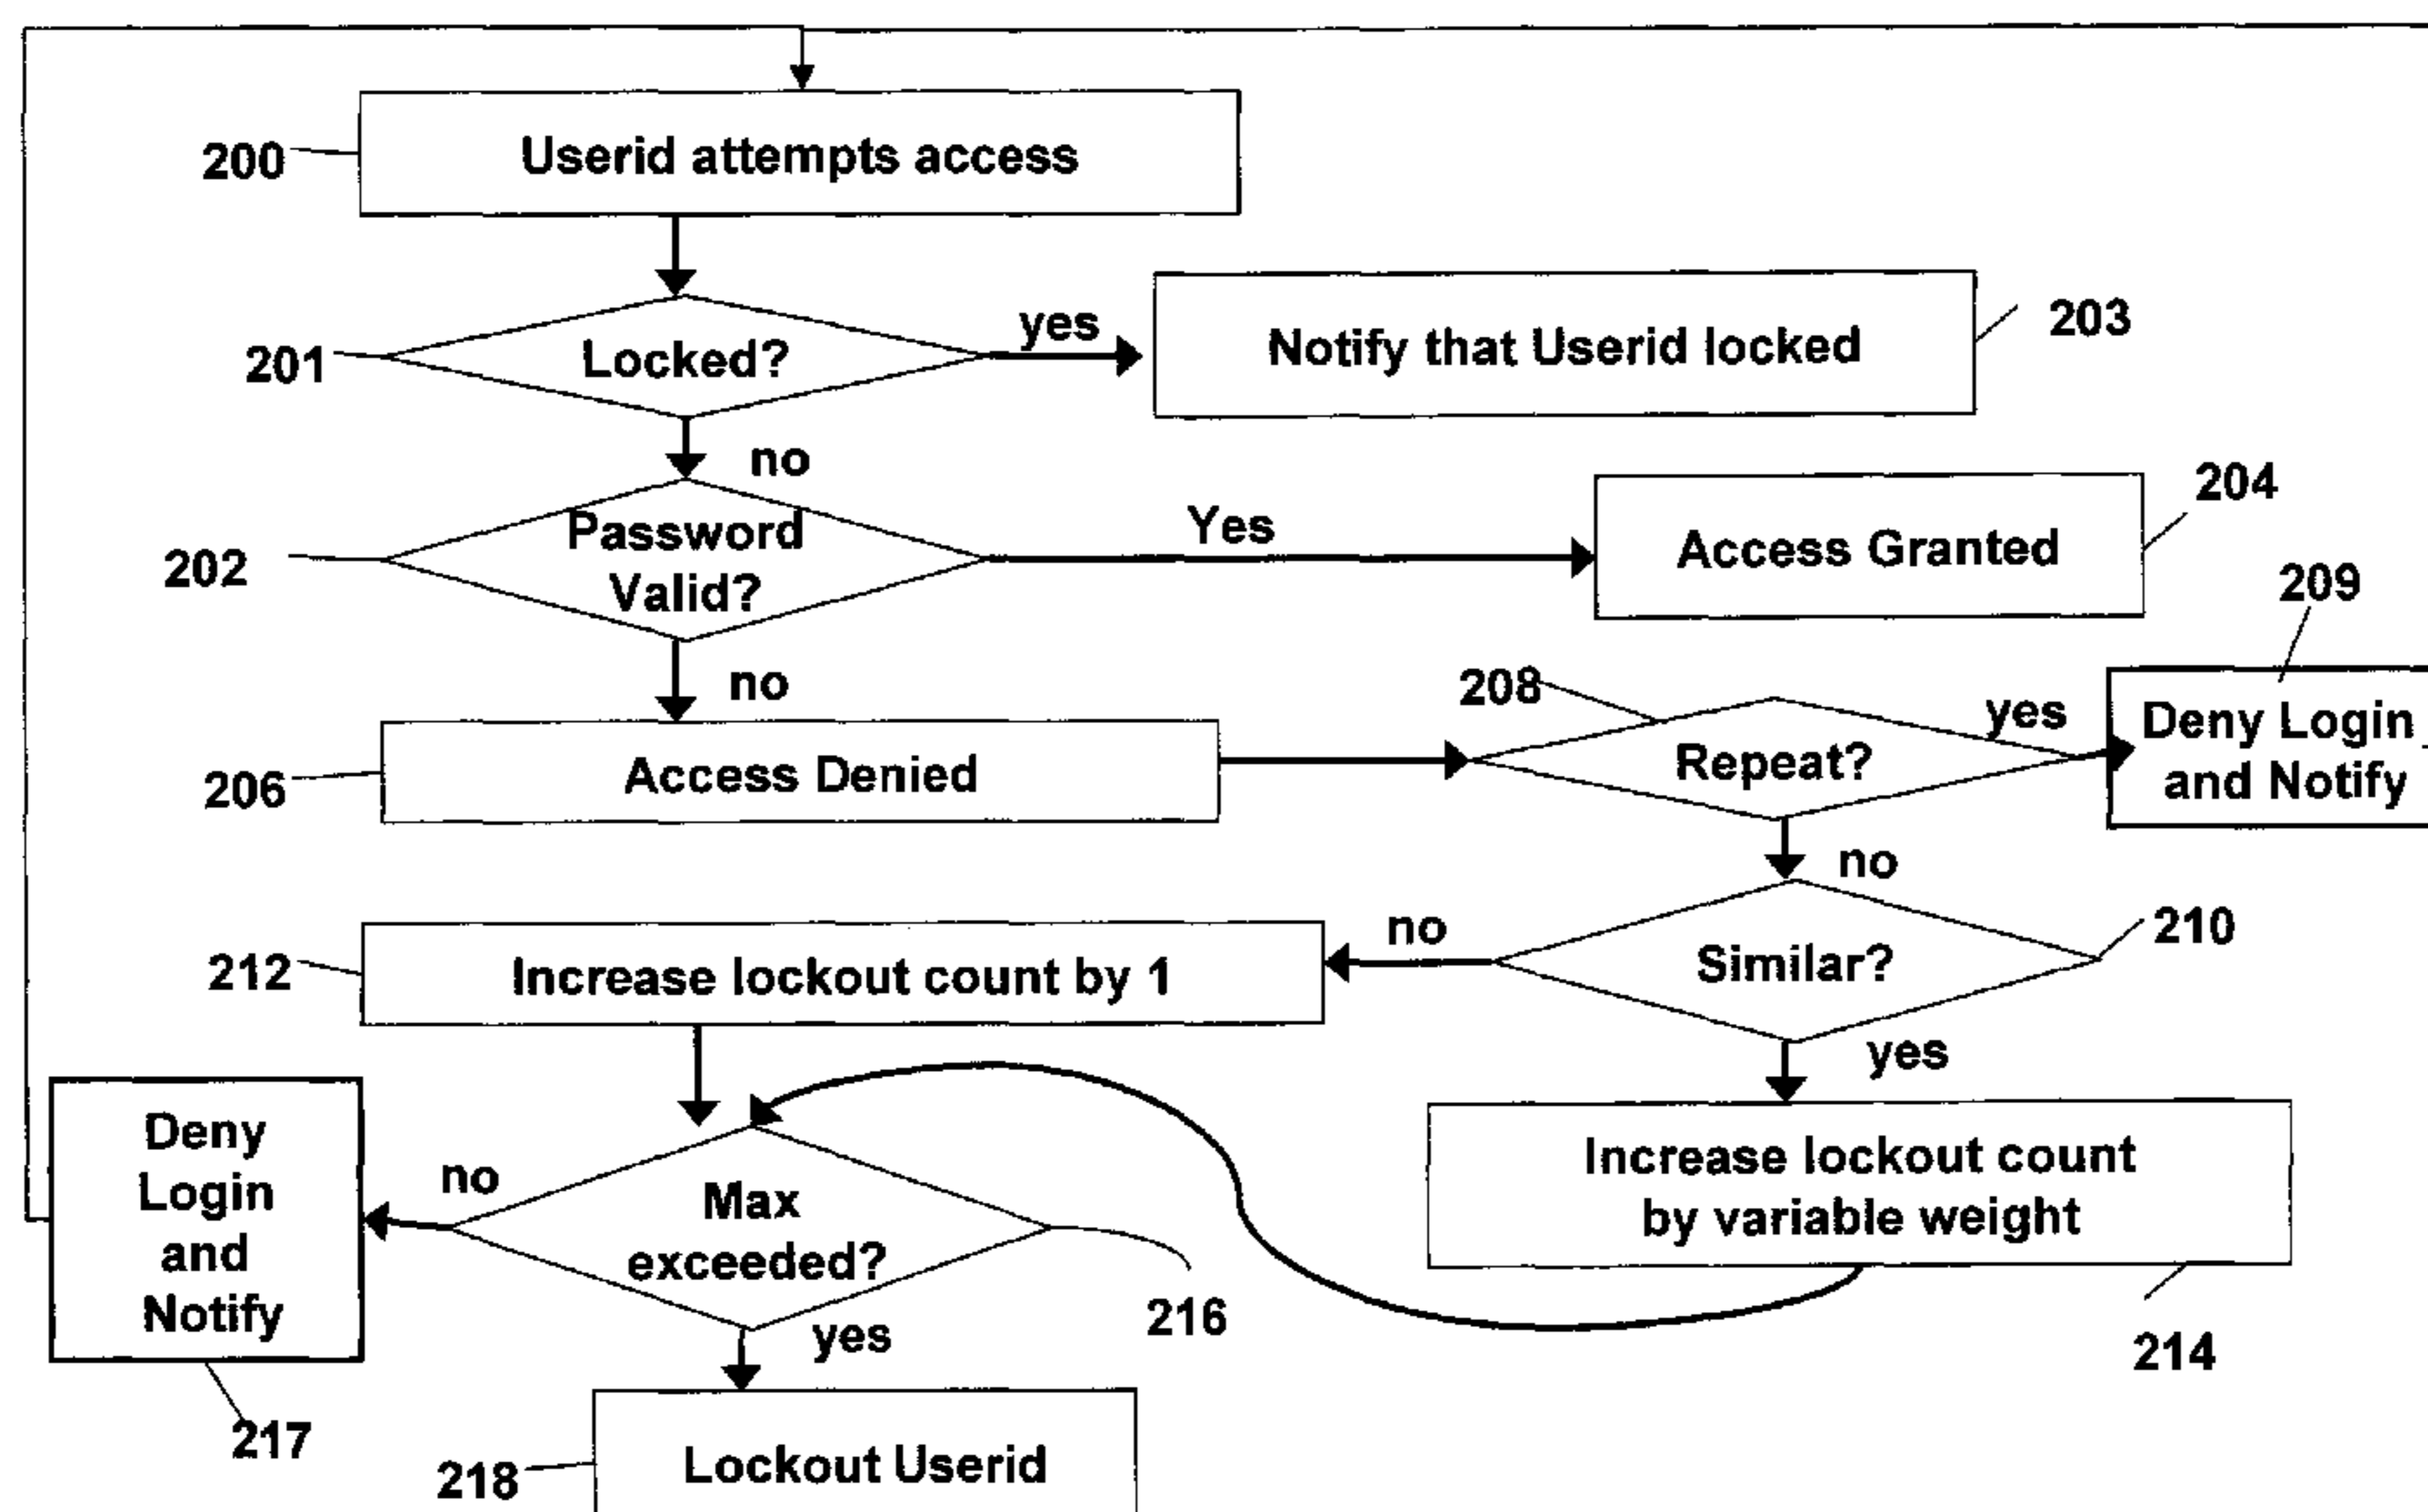 200
Userid attempts access
201
Locked?
yes
Notify that Userid locked
203
no
202
Password
Valid?
Yes
Access Granted
204
209
no
208
Repeat?
yes
Deny Login
and Notify
206
Access Denied
no
212
Increase lockout count by 1
no
Similar?
210
yes
Deny
Login
and
Notify
no
Max
exceeded?
216
Increase lockout count
by variable weight
214
yes
217
218
Lockout Userid